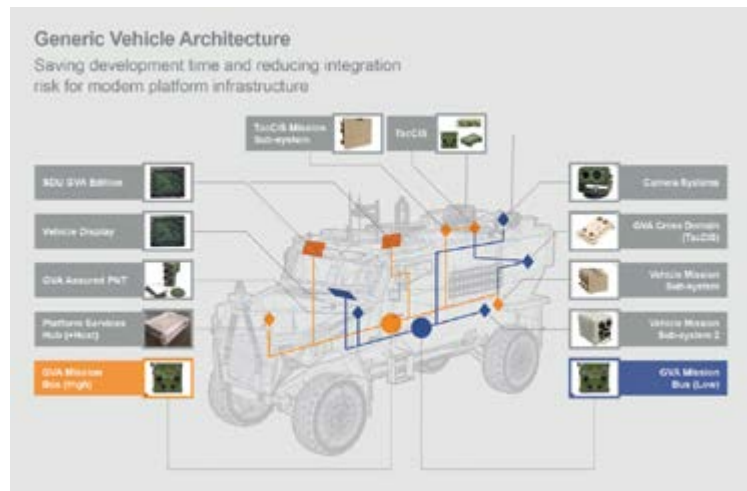 Generic Vehicle Architecture
Saving development time and reducing integration
risk for modern platform infrastructure
TacCIS Mission
Sub-system
TacCIS
SDU GVA Edition
Camera Systems
Vehicle Display
GVA Cross Domain
(TacCIS)
GVA Assured PNT
Vehicle Mission
Sub-system
Platform Services
Hub (+Host)
Vehicle Mission
Sub-system 2
GVA Mission
Bus (High)
GVA Mission
Bus (Low)